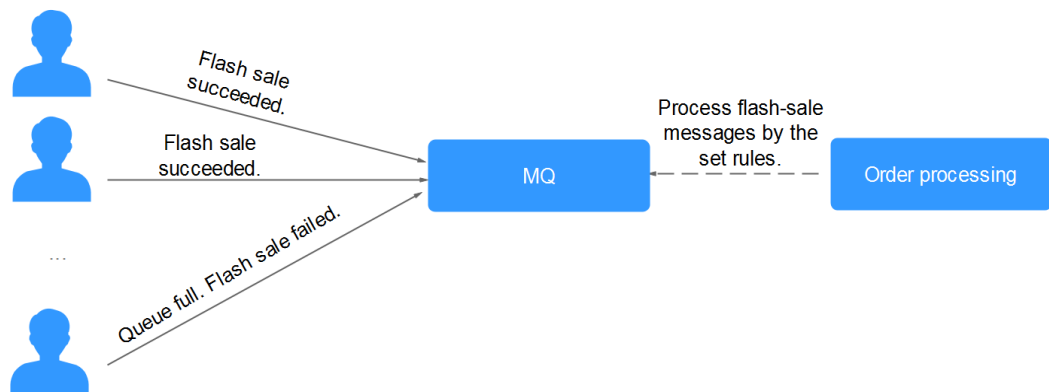 Flash sale
succeeded.
Flash sale
succeeded.
...
Queue full. Flash sale failed.
MQ
Process flash-sale
messages by the
set rules.
Order processing